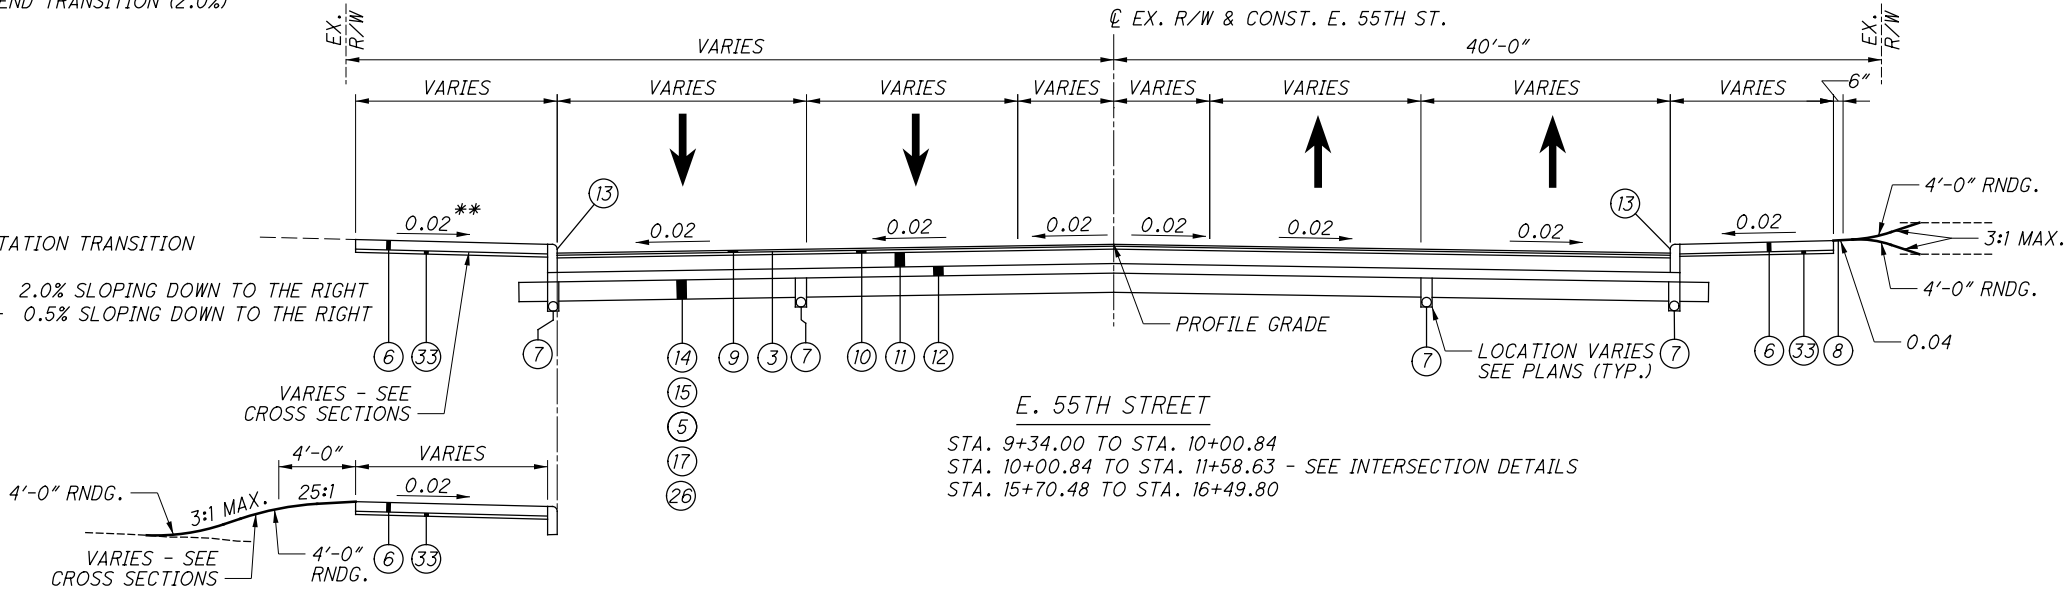 END TRANSITION (2.0%)
EX. R/W
℄ EX. R/W & CONST. E. 55TH ST.
EX. R/W
VARIES
40'-0"
VARIES
VARIES
VARIES
VARIES
VARIES
VARIES
VARIES
VARIES
6"
13
13
4'-0" RNDG.
0.02 **
0.02
0.02
0.02
0.02
0.02
0.02
0.02
TATION TRANSITION
3:1 MAX.
2.0% SLOPING DOWN TO THE RIGHT
- 0.5% SLOPING DOWN TO THE RIGHT
4'-0" RNDG.
PROFILE GRADE
0.04
6
33
7
14
9
3
7
10
11
12
7
LOCATION VARIES
SEE PLANS (TYP.)
7
6
33
8
15
5
17
26
VARIES - SEE
CROSS SECTIONS
E. 55TH STREET
STA. 9+34.00 TO STA. 10+00.84
STA. 10+00.84 TO STA. 11+58.63 - SEE INTERSECTION DETAILS
STA. 15+70.48 TO STA. 16+49.80
4'-0"
VARIES
4'-0" RNDG.
3:1 MAX.
25:1
0.02
VARIES - SEE
CROSS SECTIONS
4'-0"
RNDG.
6
33